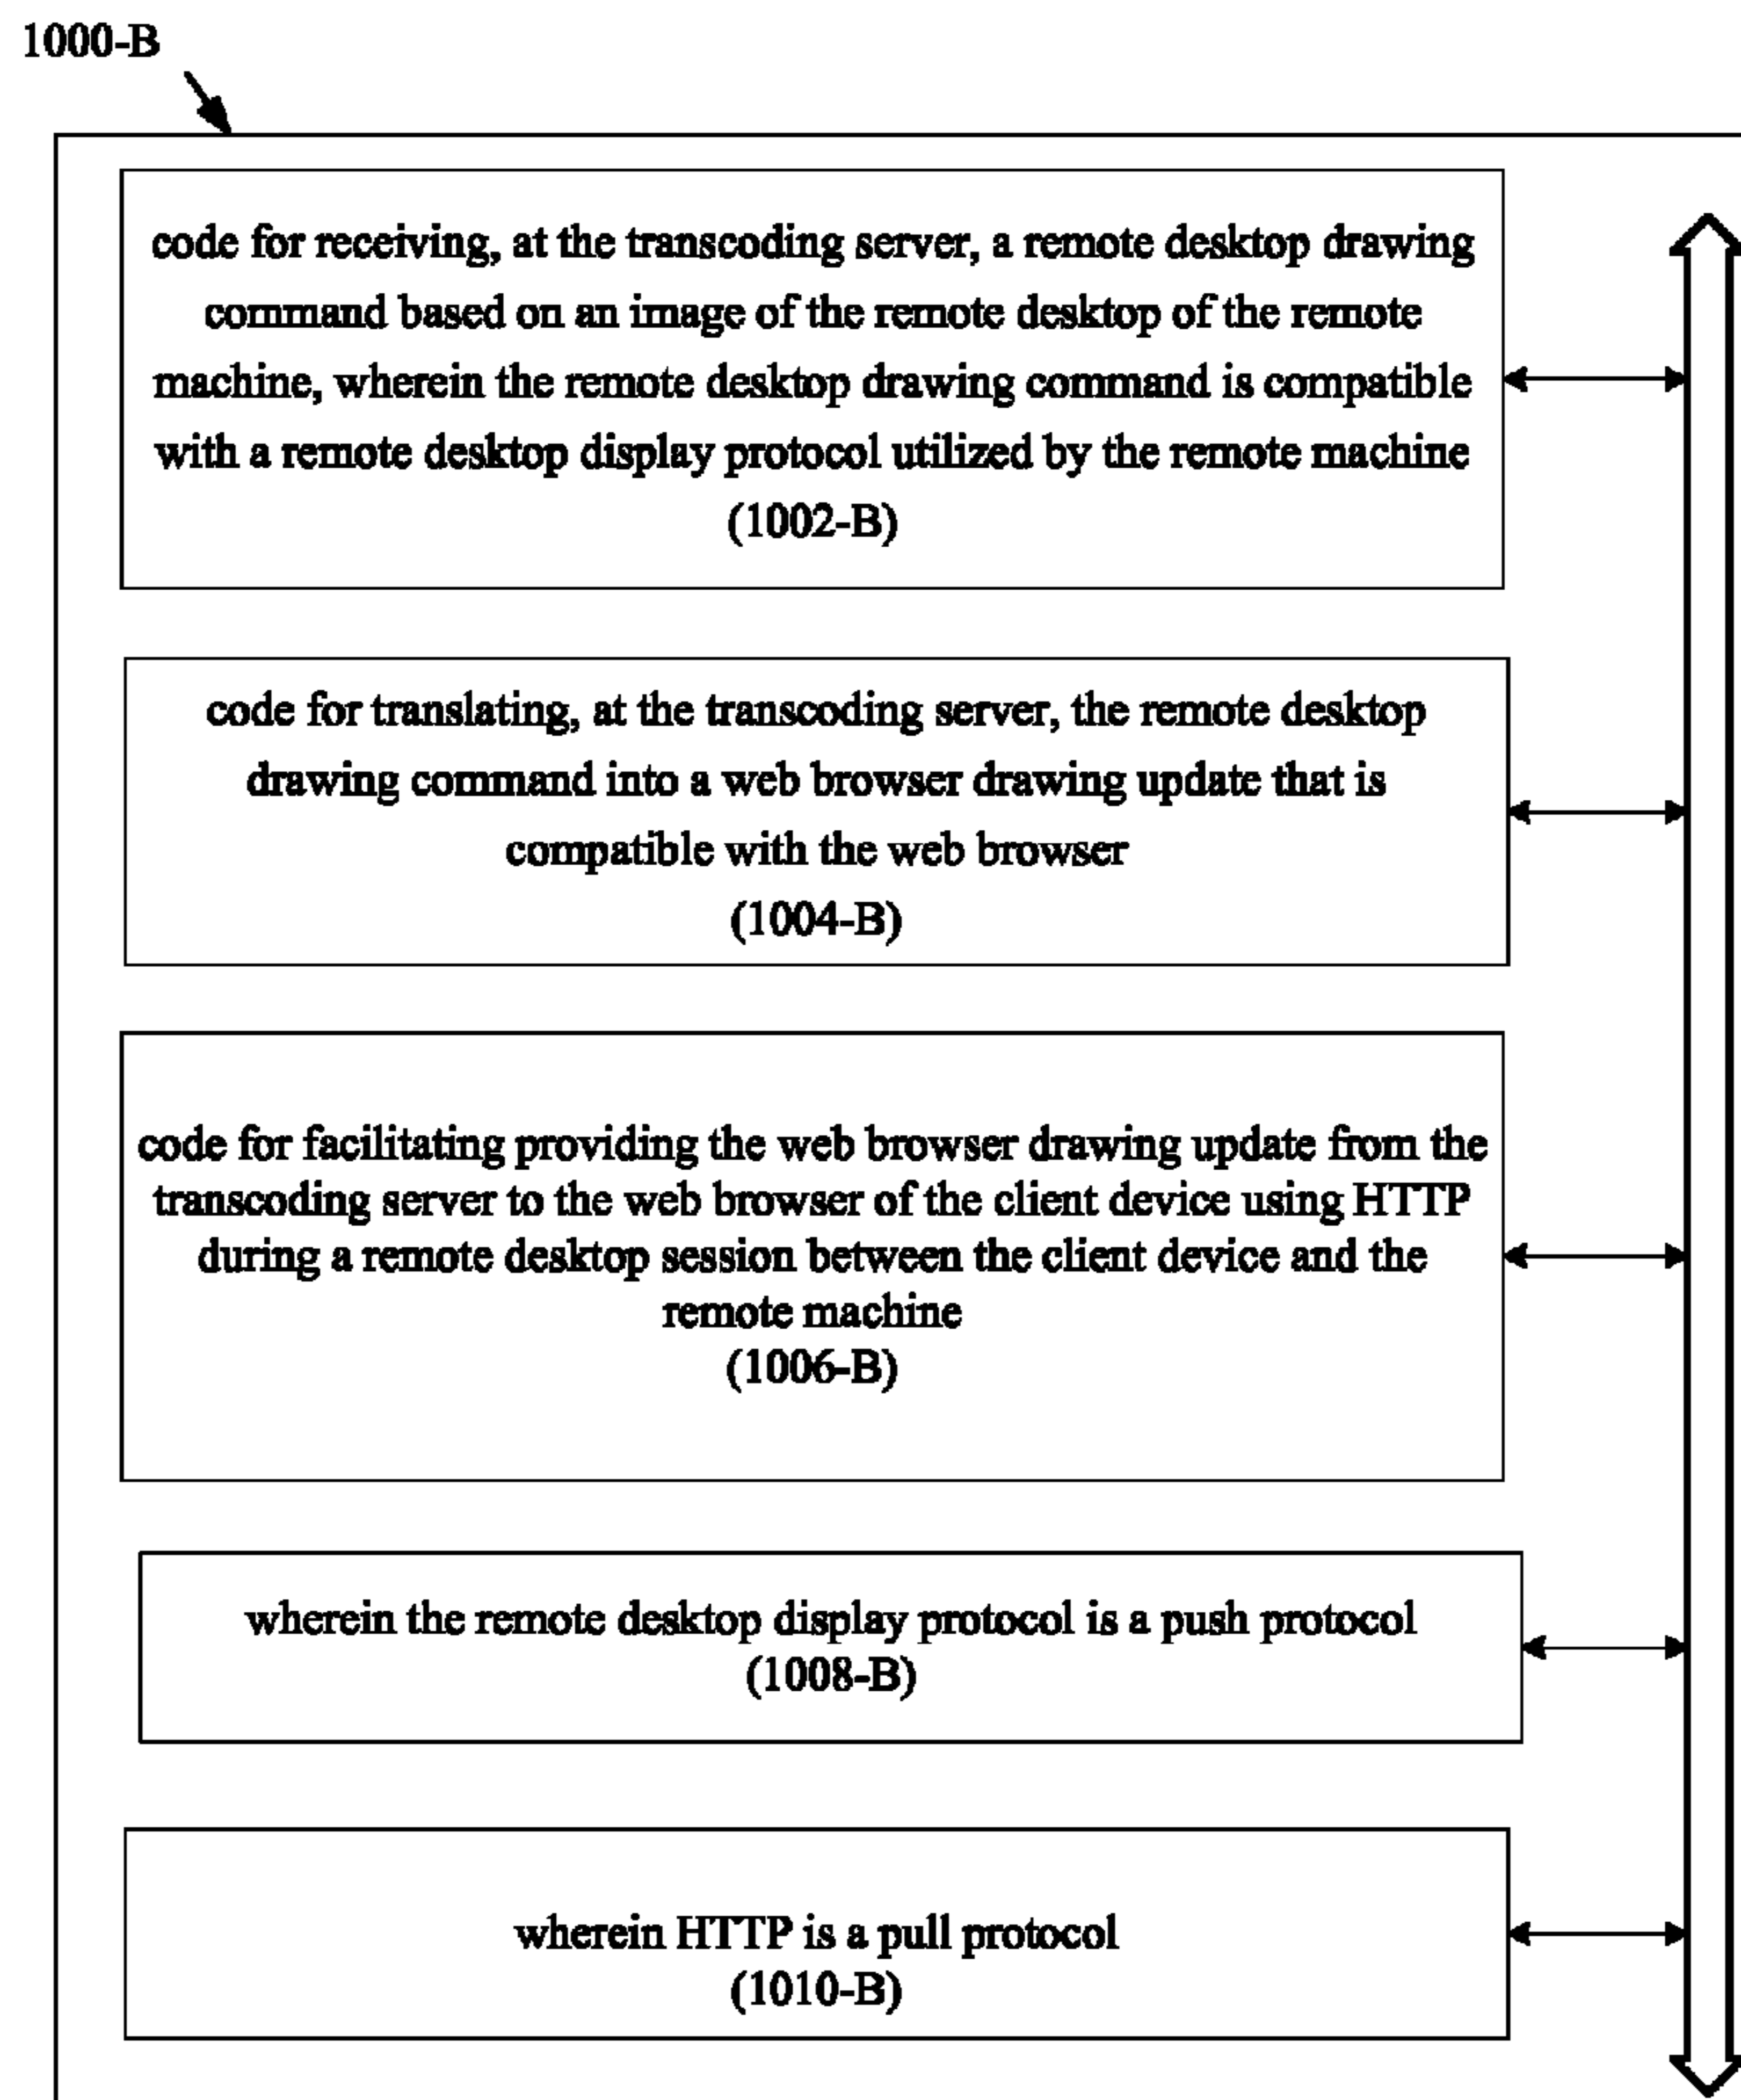 1000-B
code for receiving, at the transcoding server, a remote desktop drawing
command based on an image of the remote desktop of the remote
machine, wherein the remote desktop drawing command is compatible
with a remote desktop display protocol utilized by the remote machine
(1002-B)
code for translating, at the transcoding server, the remote desktop
drawing command into a web browser drawing update that is
compatible with the web browser
(1004-B)
code for facilitating providing the web browser drawing update from the
transcoding server to the web browser of the client device using HTTP
during a remote desktop session between the client device and the
remote machine
(1006-B)
wherein the remote desktop display protocol is a push protocol
(1008-B)
wherein HTTP is a pull protocol
(1010-B)